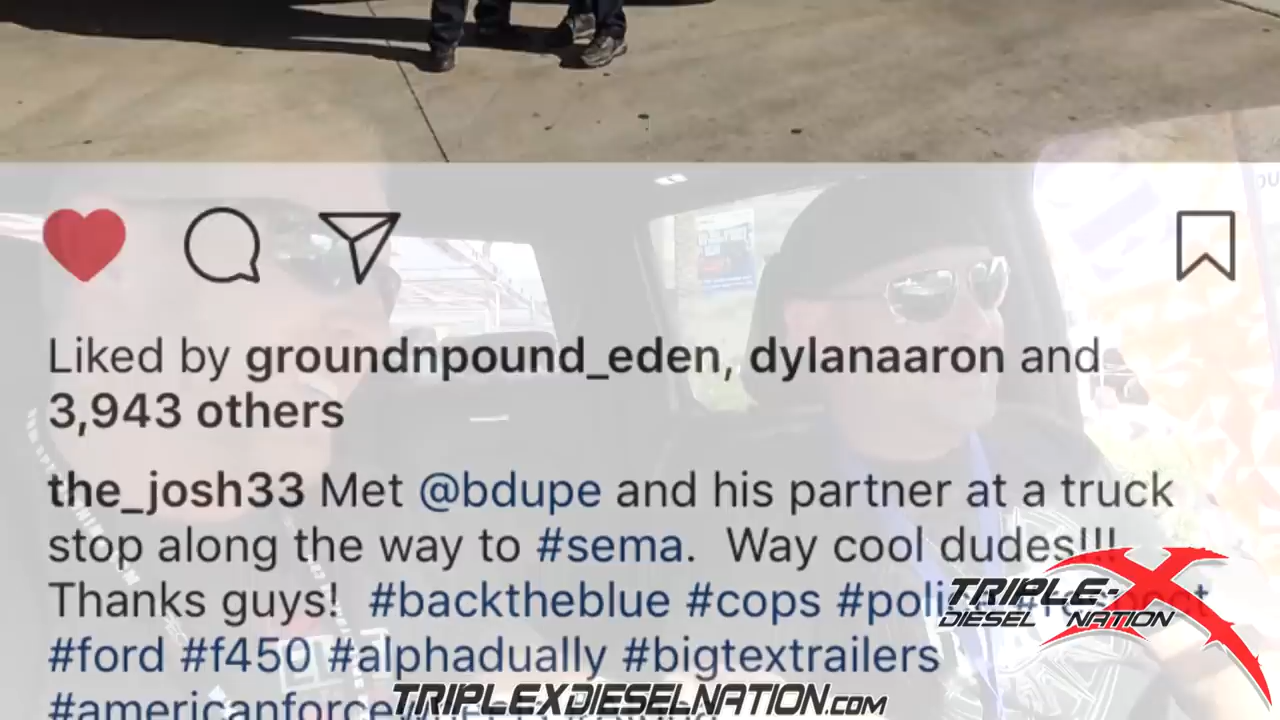 Liked by groundnpound_eden, dylanaaron and
3,943 others
the_josh33 Met @bdupe and his partner at a truck
stop along the way to #sema. Way cool dudes!!!
Thanks guys! #backtheblue #cops
#ford #f450 #alphadually #bigtextrailers
TRIPLE-X
DIESEL NATION
TRIPLEXDIESELNATION.COM